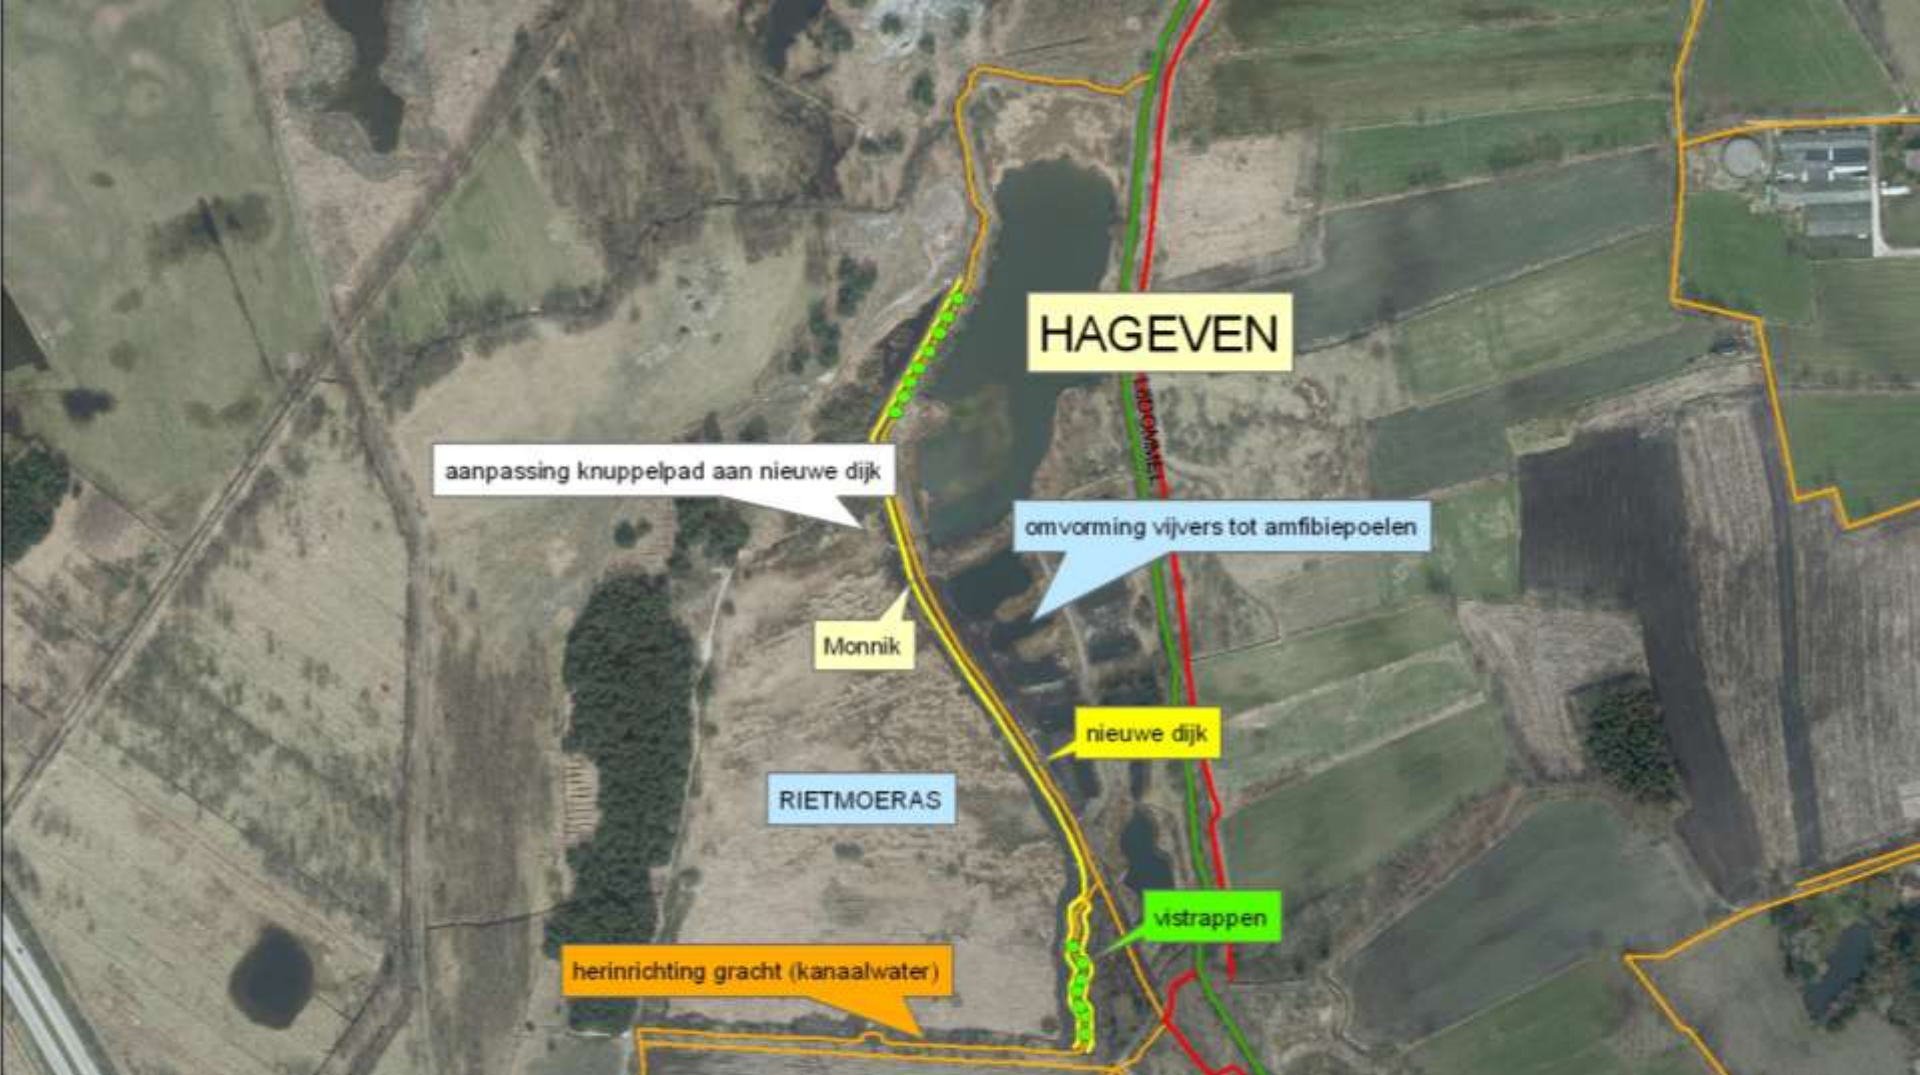 HAGEVEN
aanpassing knuppelpad aan nieuwe dijk
omvorming vijvers tot amfibiepoelen
Monnik
nieuwe dijk
RIETMOERAS
vistrappen
herinrichting gracht (kanaalwater)